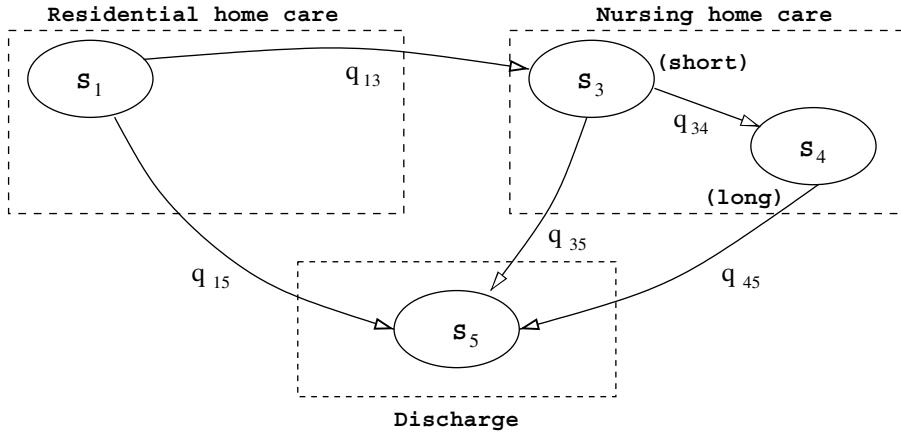 Residential home care
Nursing home care
S1
q13
S3
(short)
q34
S4
(long)
q15
q35
q45
S5
Discharge